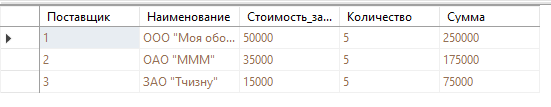 Поставщик Наименование Стоимость_за... Количество Сумма
1 ООО "Моя обо... 50000 5 250000
2 ОАО "МММ" 35000 5 175000
3 ЗАО "Тчизну" 15000 5 75000